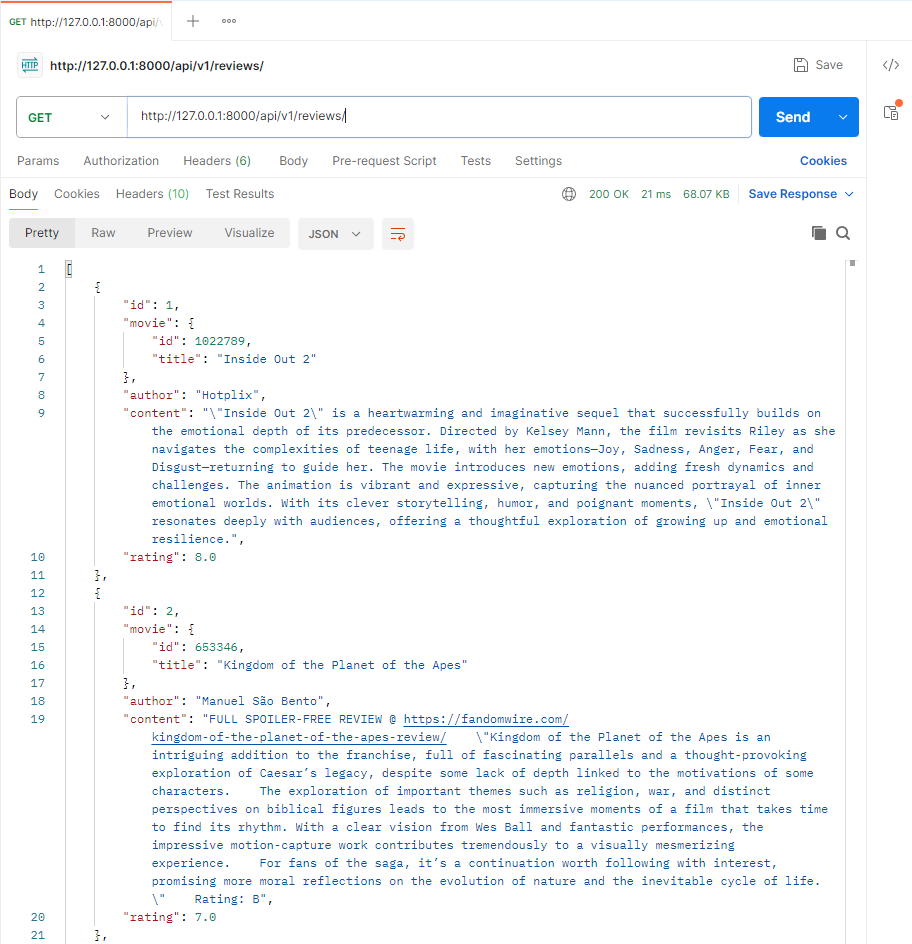 GET http://127.0.0.1:8000/api/v
HTTP http://127.0.0.1:8000/api/v1/reviews/ Save
GET http://127.0.0.1:8000/api/v1/reviews/ Send
Params Authorization Headers (6) Body Pre-request Script Tests Settings Cookies
Body Cookies Headers (10) Test Results 200 OK 21 ms 68.07 KB Save Response
Pretty Raw Preview Visualize JSON
1 [
2 {
3 "id": 1,
4 "movie": {
5 "id": 1022789,
6 "title": "Inside Out 2"
7 },
8 "author": "Hotplix",
9 "content": "\"Inside Out 2\" is a heartwarming and imaginative sequel that successfully builds on
the emotional depth of its predecessor. Directed by Kelsey Mann, the film revisits Riley as she
navigates the complexities of teenage life, with her emotions—Joy, Sadness, Anger, Fear, and
Disgust—returning to guide her. The movie introduces new emotions, adding fresh dynamics and
challenges. The animation is vibrant and expressive, capturing the nuanced portrayal of inner
emotional worlds. With its clever storytelling, humor, and poignant moments, \"Inside Out 2\"
resonates deeply with audiences, offering a thoughtful exploration of growing up and emotional
resilience.",
10 "rating": 8.0
11 },
12 {
13 "id": 2,
14 "movie": {
15 "id": 653346,
16 "title": "Kingdom of the Planet of the Apes"
17 },
18 "author": "Manuel São Bento",
19 "content": "FULL SPOILER-FREE REVIEW @ https://fandomwire.com/
kingdom-of-the-planet-of-the-apes-review/ \"Kingdom of the Planet of the Apes is an
intriguing addition to the franchise, full of fascinating parallels and a thought-provoking
exploration of Caesar’s legacy, despite some lack of depth linked to the motivations of some
characters. The exploration of important themes such as religion, war, and distinct
perspectives on biblical figures leads to the most immersive moments of a film that takes time
to find its rhythm. With a clear vision from Wes Ball and fantastic performances, the
impressive motion-capture work contributes tremendously to a visually mesmerizing
experience. For fans of the saga, it’s a continuation worth following with interest,
promising more moral reflections on the evolution of nature and the inevitable cycle of life.
\" Rating: B",
20 "rating": 7.0
21 },